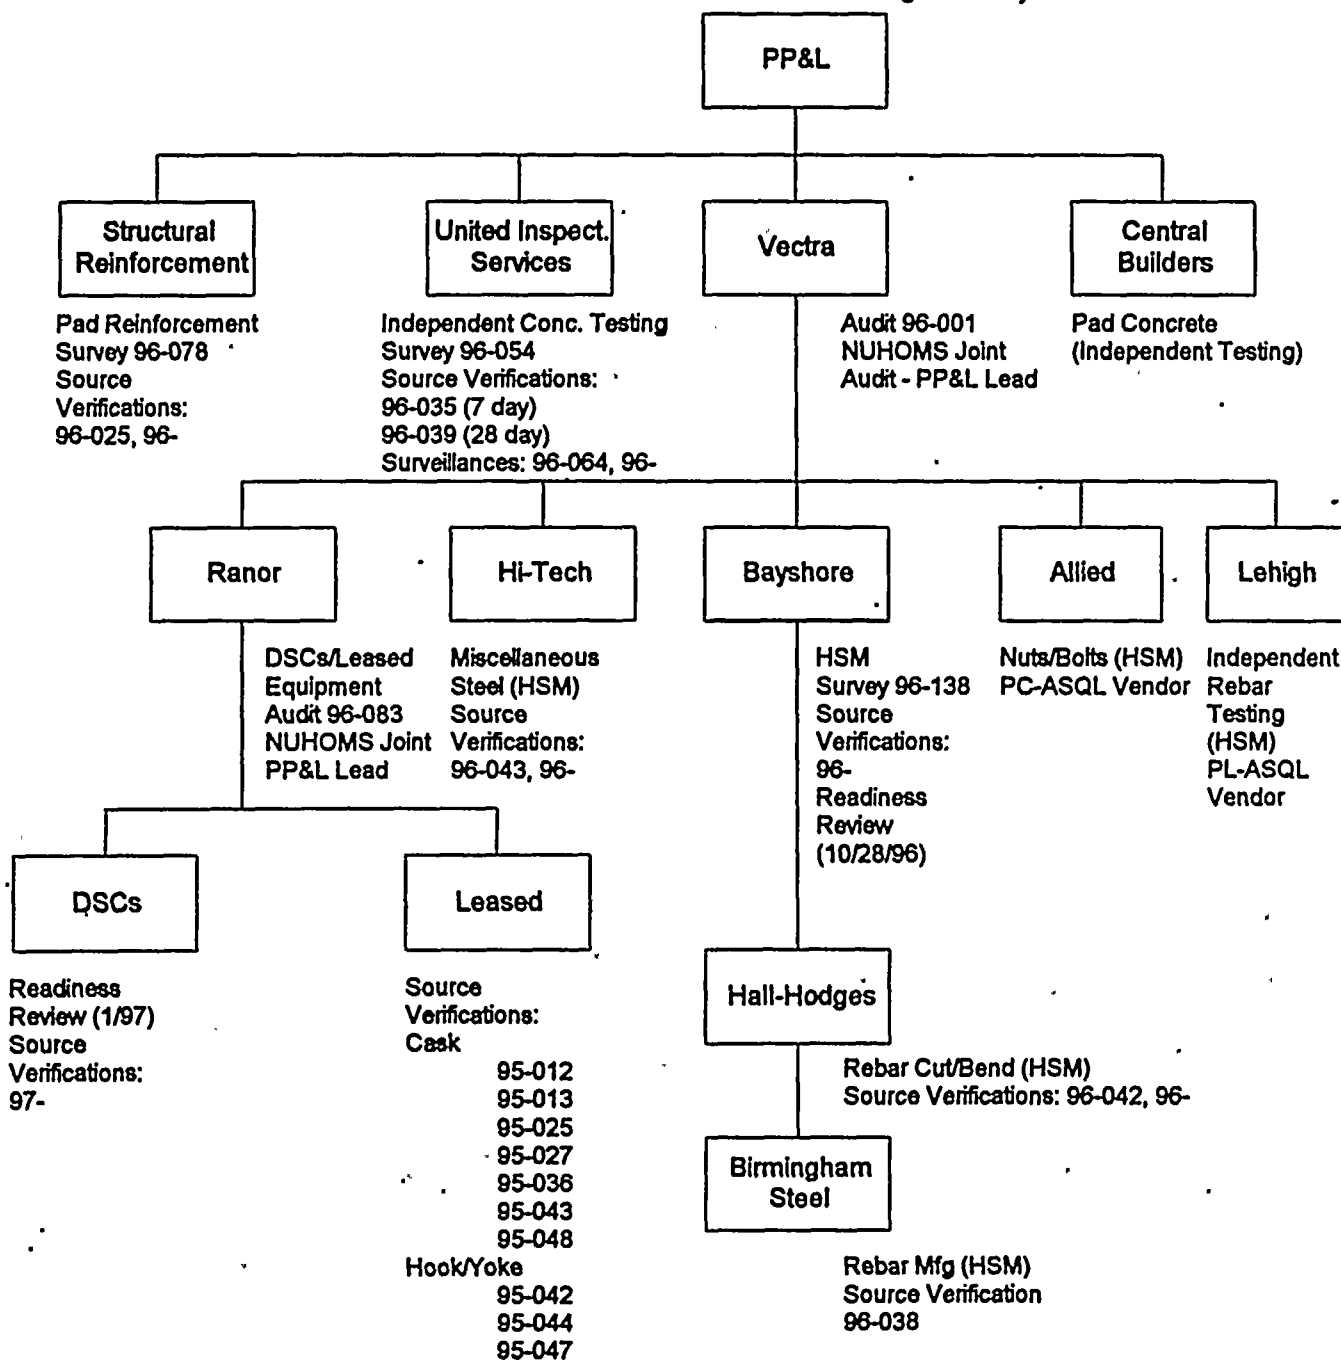 PP&L
Structural
Reinforcement
United Inspect.
Services
Vectra
Central
Builders
Pad Reinforcement
Survey 96-078
Source
Verifications:
96-025, 96-
Independent Conc. Testing
Survey 96-054
Source Verifications:
96-035 (7 day)
96-039 (28 day)
Surveillances: 96-064, 96-
Audit 96-001
NUHOMS Joint
Audit - PP&L Lead
Pad Concrete
(Independent Testing)
Ranor
Hi-Tech
Bayshore
Allied
Lehigh
DSCs/Leased
Equipment
Audit 96-083
NUHOMS Joint
PP&L Lead
Miscellaneous
Steel (HSM)
Source
Verifications:
96-043, 96-
HSM
Survey 96-138
Source
Verifications:
96-
Readiness
Review
(10/28/96)
Nuts/Bolts (HSM)
PC-ASQL Vendor
Independent
Rebar
Testing
(HSM)
PL-ASQL
Vendor
DSCs
Leased
Readiness
Review (1/97)
Source
Verifications:
97-
Source
Verifications:
Cask
95-012
95-013
95-025
95-027
95-036
95-043
95-048
Hook/Yoke
95-042
95-044
95-047
Hall-Hodges
Rebar Cut/Bend (HSM)
Source Verifications: 96-042, 96-
Birmingham
Steel
Rebar Mfg (HSM)
Source Verification
96-038